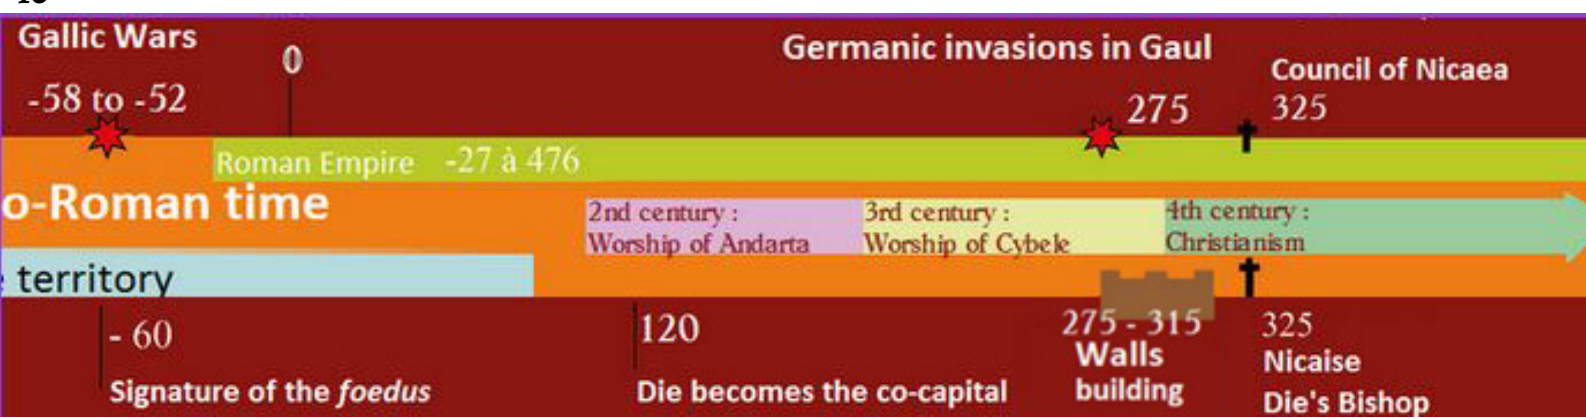 Gallic Wars
-58 to -52
0
Germanic invasions in Gaul
275
Council of Nicaea
325
Roman Empire -27 à 476
o-Roman time
2nd century :
Worship of Andarta
3rd century :
Worship of Cybele
4th century :
Christianism
territory
- 60
Signature of the foedus
120
Die becomes the co-capital
275 - 315
Walls
building
325
Nicaise
Die's Bishop